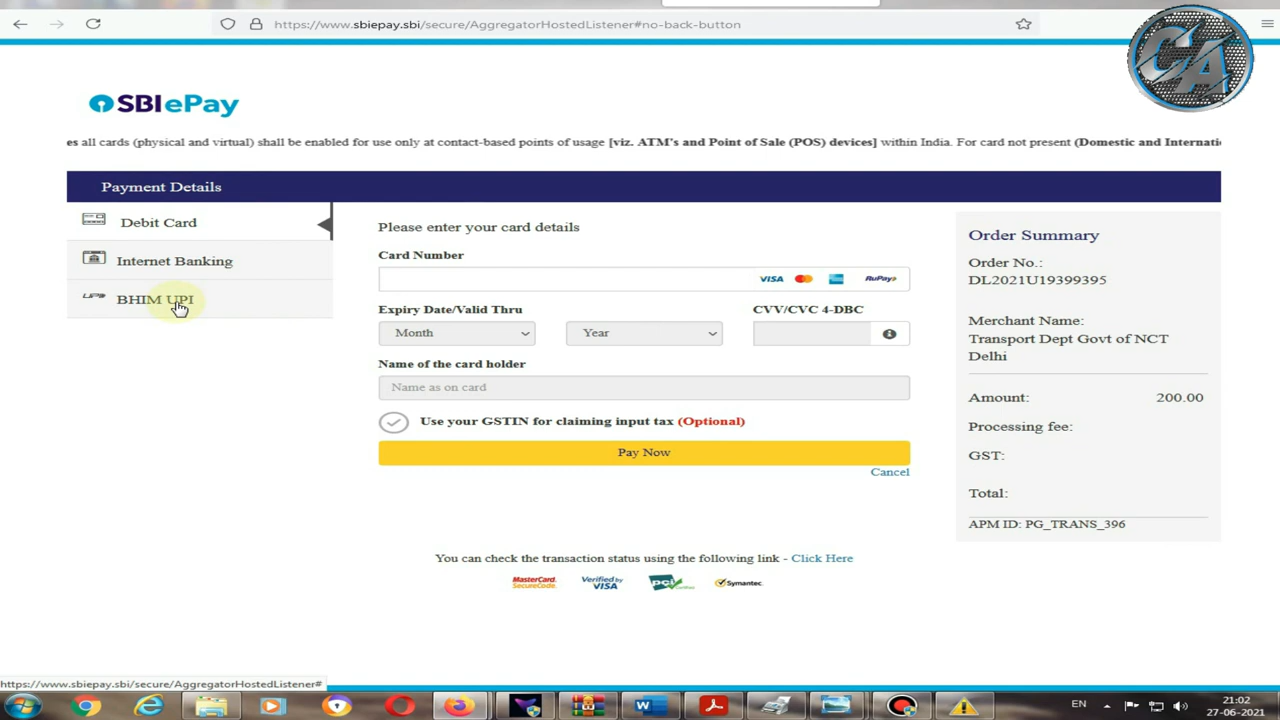 https://www.sbiepay.sbi/secure/AggregatorHostedListener#no-back-button
CA
SBIePay
es all cards (physical and virtual) shall be enabled for use only at contact-based points of usage [viz. ATM's and Point of Sale (POS) devices] within India. For card not present (Domestic and Internati
Payment Details
Debit Card
Internet Banking
BHIM UPI
Please enter your card details
Card Number
VISA RuPay
Expiry Date/Valid Thru
CVV/CVC 4-DBC
Month
Year
Name of the card holder
Name as on card
Use your GSTIN for claiming input tax (Optional)
Pay Now
Cancel
Order Summary
Order No.:
DL2021U19399395
Merchant Name:
Transport Dept Govt of NCT
Delhi
Amount: 200.00
Processing fee:
GST:
Total:
APM ID: PG_TRANS_396
You can check the transaction status using the following link - Click Here
MasterCard.
SecureCode.
Verified by
VISA
pci
Symantec.
https://www.sbiepay.sbi/secure/AggregatorHostedListener#
EN
21:02
27-06-2021